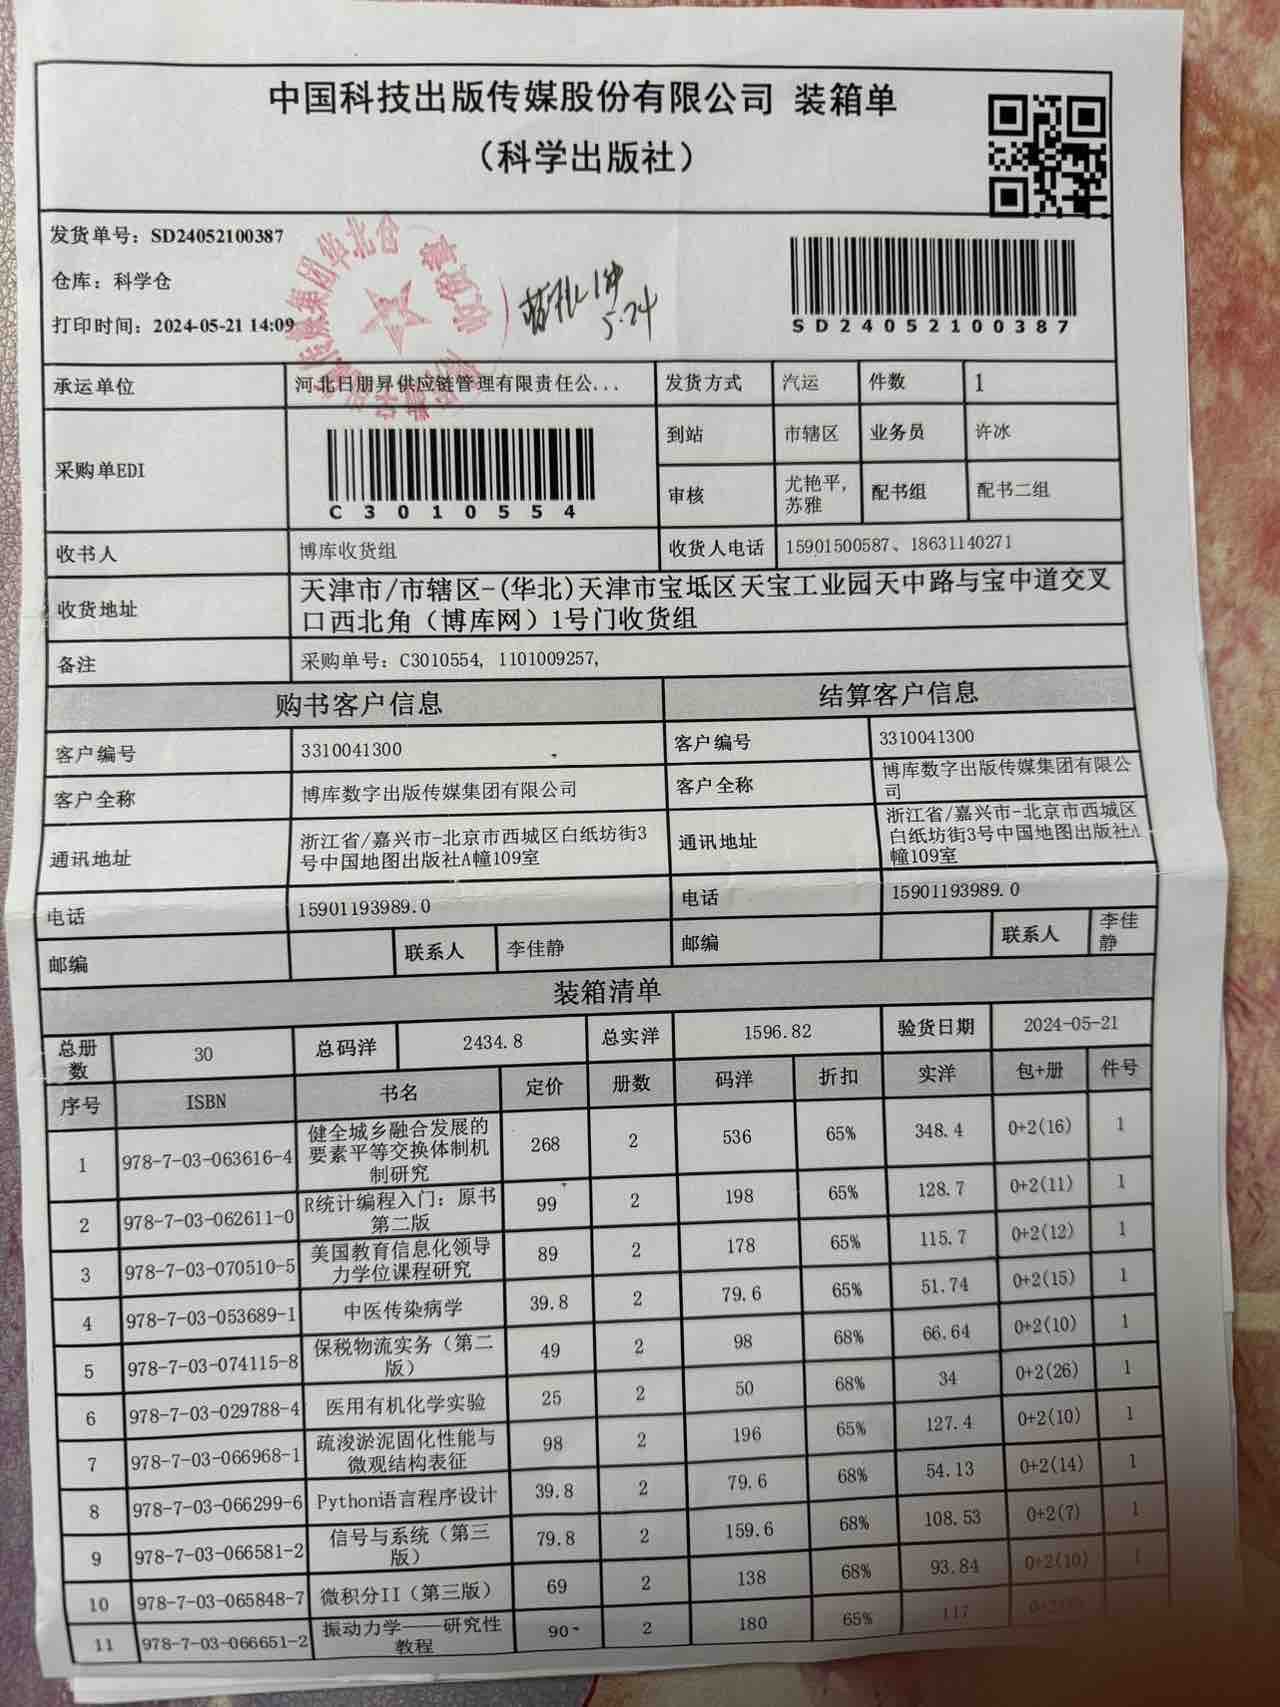 中国科技出版传媒股份有限公司 装箱单
（科学出版社）
发货单号：SD24052100387
仓库：科学仓
打印时间：2024-05-21 14:09
SD24052100387
5.24
承运单位 河北日朋昇供应链管理有限责任公... 发货方式 汽运 件数 1
采购单EDI C3010554 到站 市辖区 业务员 许冰
审核 尤艳平, 苏雅 配书组 配书二组
收书人 博库收货组 收货人电话 15901500587、18631140271
收货地址 天津市/市辖区-(华北)天津市宝坻区天宝工业园天中路与宝中道交叉
口西北角（博库网）1号门收货组
备注 采购单号：C3010554, 1101009257,
购书客户信息 结算客户信息
客户编号 3310041300 客户编号 3310041300
客户全称 博库数字出版传媒集团有限公司 客户全称 博库数字出版传媒集团有限公司
通讯地址 浙江省/嘉兴市-北京市西城区白纸坊街3号中国地图出版社A幢109室 通讯地址 浙江省/嘉兴市-北京市西城区白纸坊街3号中国地图出版社A幢109室
电话 15901193989.0 电话 15901193989.0
邮编 联系人 李佳静 邮编 联系人 李佳静
装箱清单
总册数 30 总码洋 2434.8 总实洋 1596.82 验货日期 2024-05-21
序号 ISBN 书名 定价 册数 码洋 折扣 实洋 包+册 件号
1 978-7-03-063616-4 健全城乡融合发展的要素平等交换体制机制研究 268 2 536 65% 348.4 0+2(16) 1
2 978-7-03-062611-0 R统计编程入门：原书第二版 99 2 198 65% 128.7 0+2(11) 1
3 978-7-03-070510-5 美国教育信息化领导力学位课程研究 89 2 178 65% 115.7 0+2(12) 1
4 978-7-03-053689-1 中医传染病学 39.8 2 79.6 65% 51.74 0+2(15) 1
5 978-7-03-074115-8 保税物流实务（第二版） 49 2 98 68% 66.64 0+2(10) 1
6 978-7-03-029788-4 医用有机化学实验 25 2 50 68% 34 0+2(26) 1
7 978-7-03-066968-1 疏浚淤泥固化性能与微观结构表征 98 2 196 65% 127.4 0+2(10) 1
8 978-7-03-066299-6 Python语言程序设计 39.8 2 79.6 68% 54.13 0+2(14) 1
9 978-7-03-066581-2 信号与系统（第三版） 79.8 2 159.6 68% 108.53 0+2(7) 1
10 978-7-03-065848-7 微积分II（第三版） 69 2 138 68% 93.84 0+2(10) 1
11 978-7-03-066651-2 振动力学——研究性教程 90 2 180 65% 117